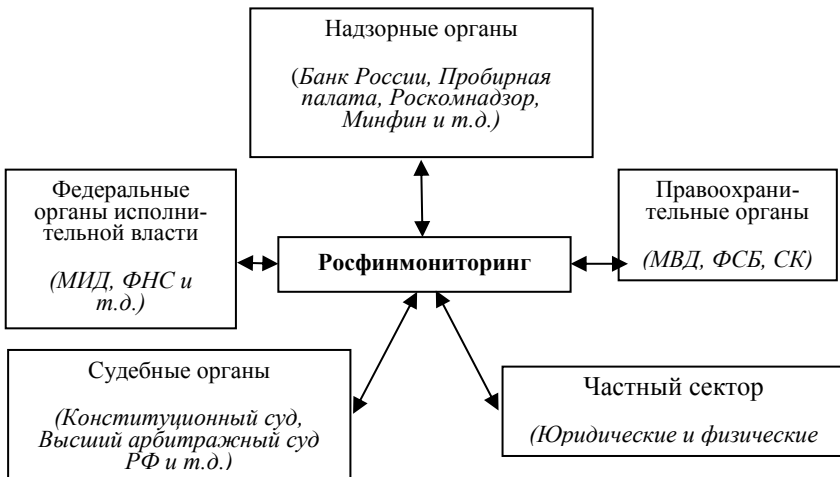 Надзорные органы
(Банк России, Пробирная
палата, Роскомнадзор,
Минфин и т.д.)
Федеральные
органы исполни-
тельной власти
(МИД, ФНС и
т.д.)
Росфинмониторинг
Правоохрани-
тельные органы
(МВД, ФСБ, СК)
Судебные органы
(Конституционный суд,
Высший арбитражный суд
РФ и т.д.)
Частный сектор
(Юридические и физические